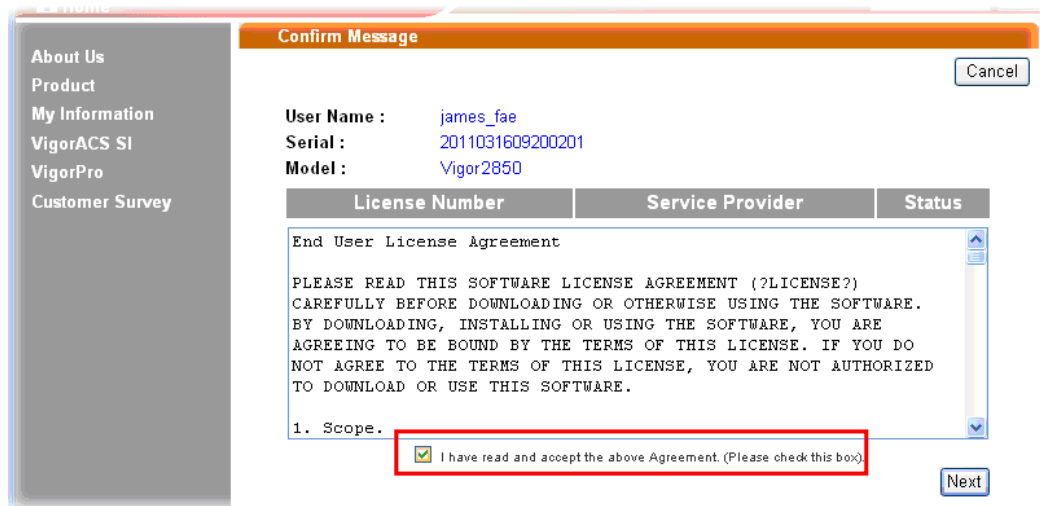 Home
Confirm Message
About Us
Product
My Information
VigorACS SI
VigorPro
Customer Survey
Cancel
User Name : james_fae
Serial : 2011031609200201
Model : Vigor2850
License Number Service Provider Status
End User License Agreement
PLEASE READ THIS SOFTWARE LICENSE AGREEMENT (?LICENSE?)
CAREFULLY BEFORE DOWNLOADING OR OTHERWISE USING THE SOFTWARE.
BY DOWNLOADING, INSTALLING OR USING THE SOFTWARE, YOU ARE
AGREEING TO BE BOUND BY THE TERMS OF THIS LICENSE. IF YOU DO
NOT AGREE TO THE TERMS OF THIS LICENSE, YOU ARE NOT AUTHORIZED
TO DOWNLOAD OR USE THIS SOFTWARE.
1. Scope.
I have read and accept the above Agreement. (Please check this box).
Next